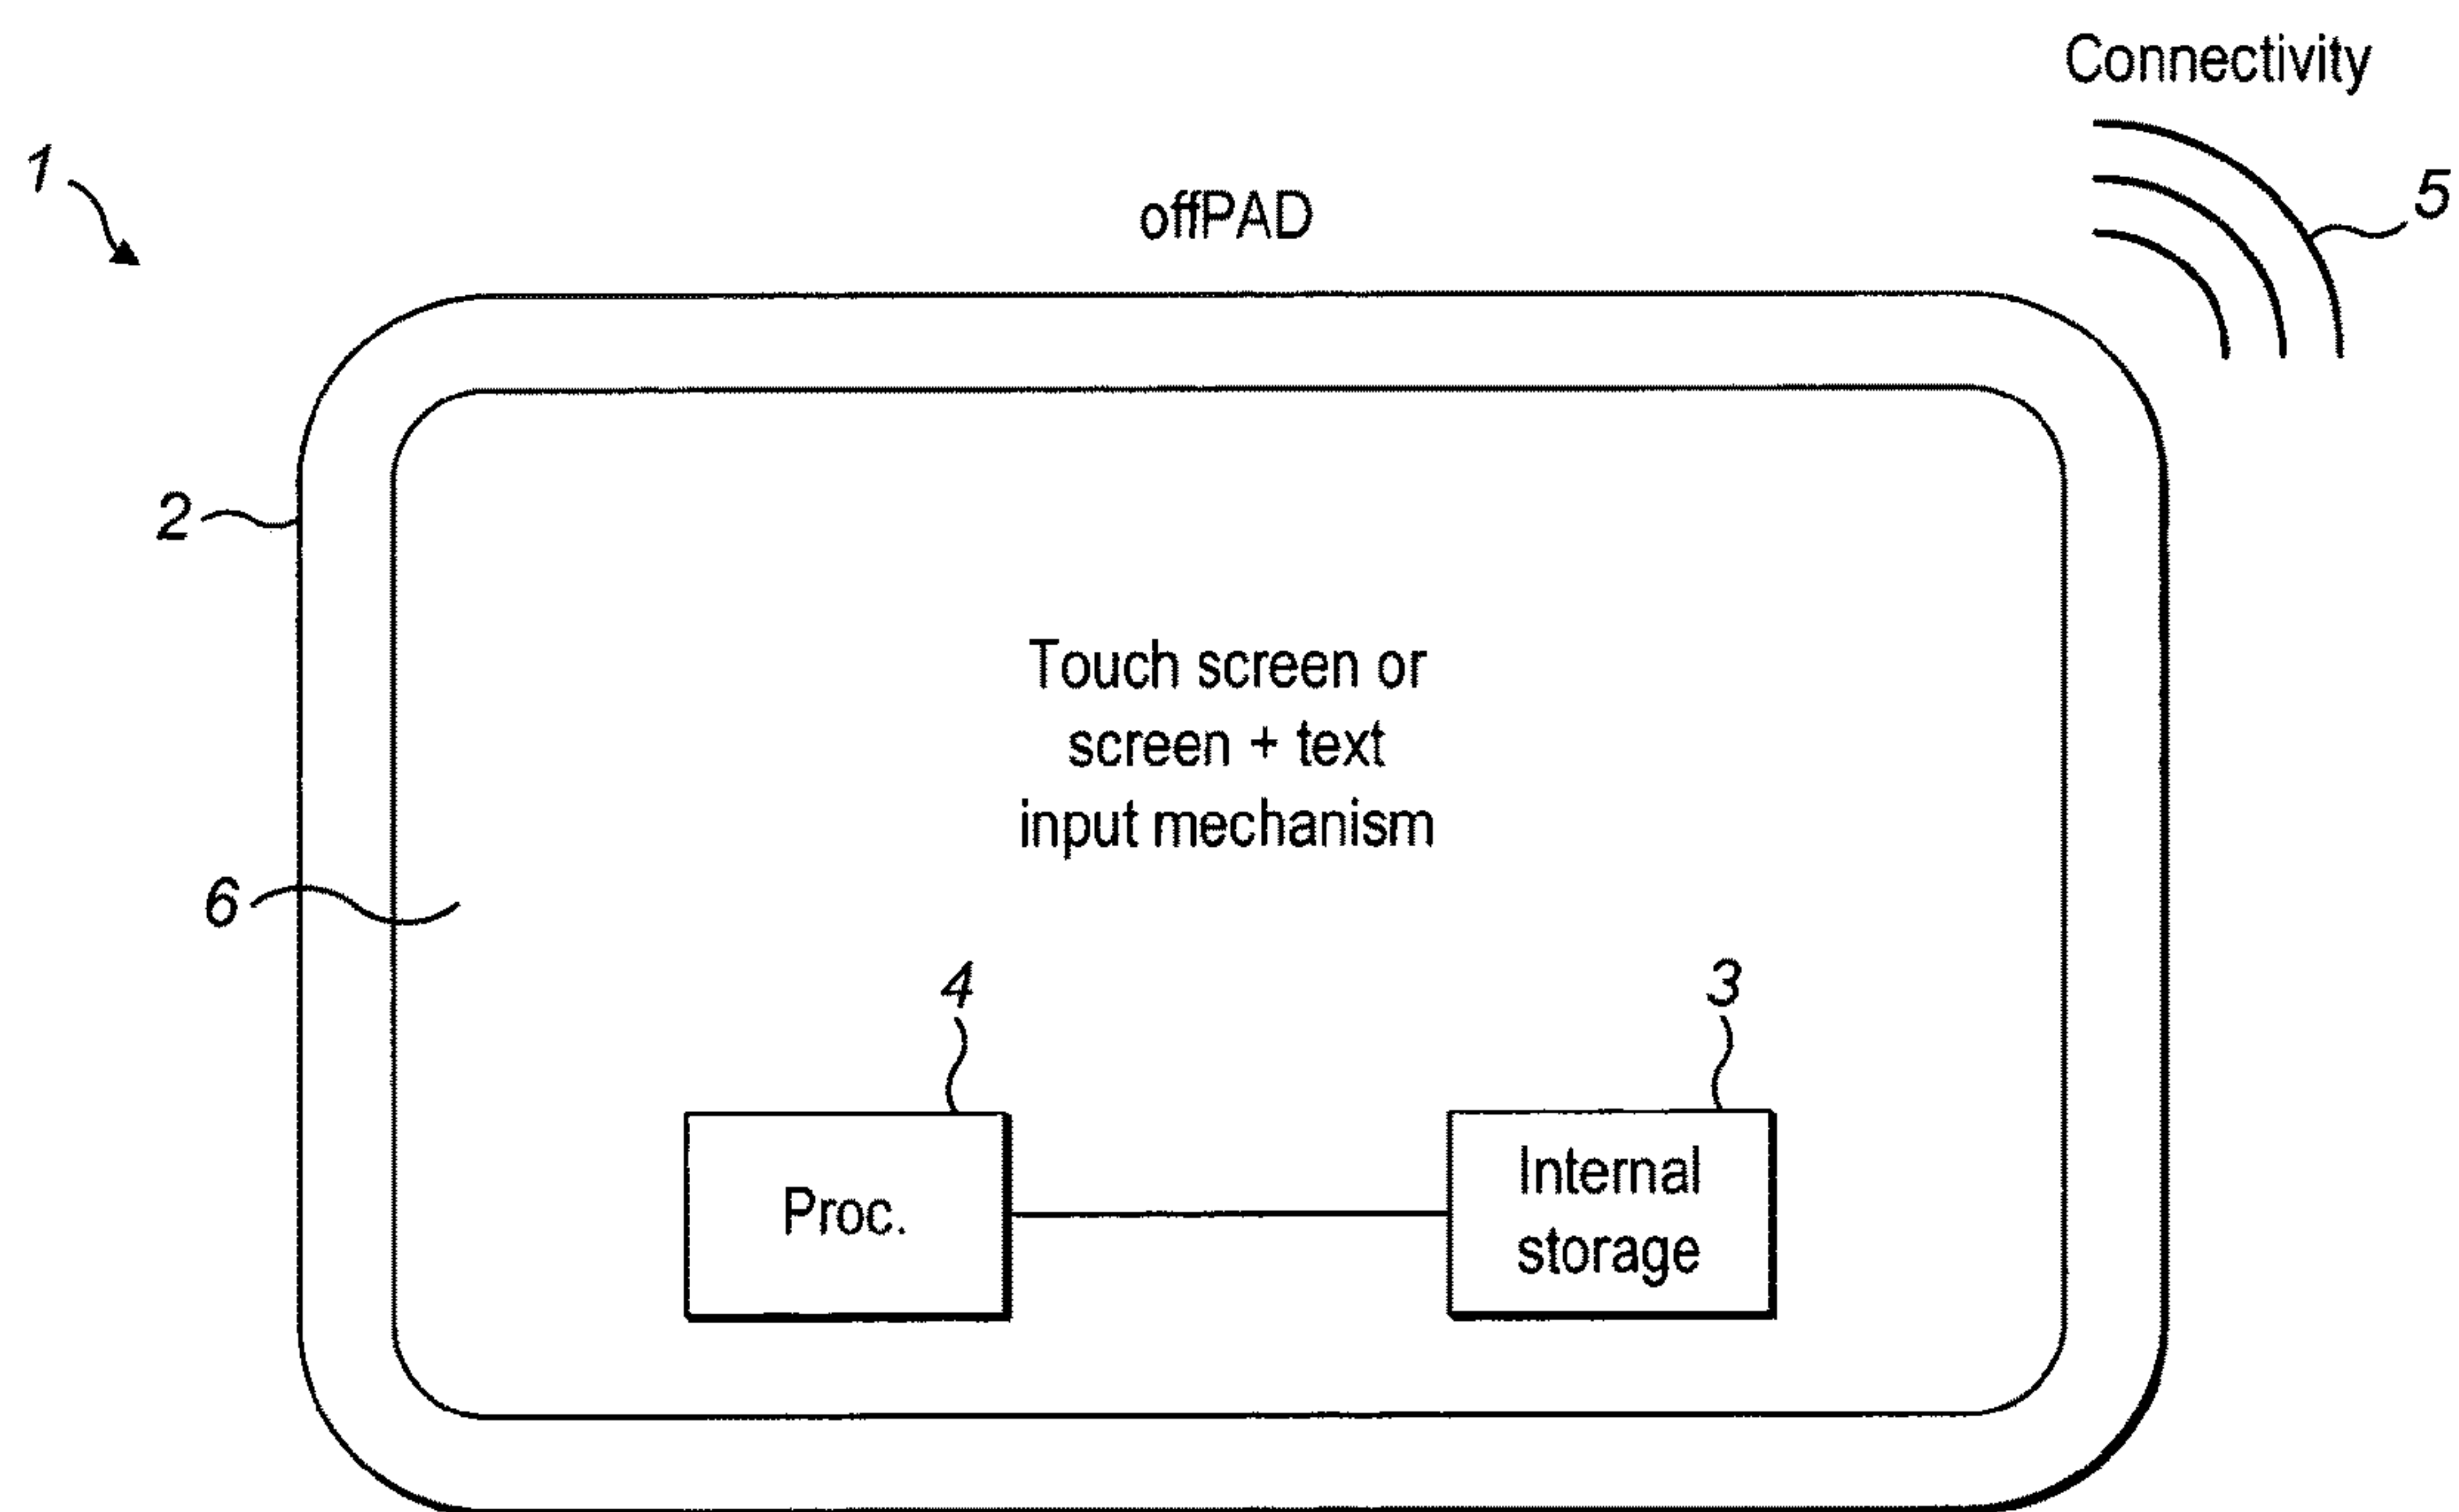 Connectivity
1
5
offPAD
2
Touch screen or
screen + text
input mechanism
6
4
3
Proc.
Internal
storage